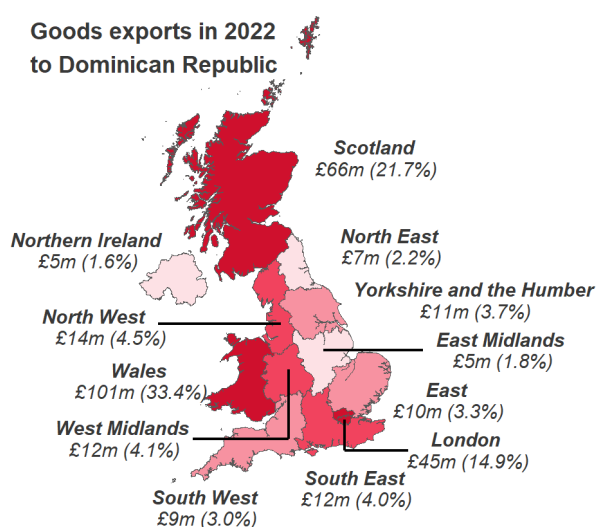 Goods exports in 2022
to Dominican Republic
Scotland
£66m (21.7%)
Northern Ireland
£5m (1.6%)
North East
£7m (2.2%)
Yorkshire and the Humber
£11m (3.7%)
North West
£14m (4.5%)
East Midlands
£5m (1.8%)
Wales
£101m (33.4%)
East
£10m (3.3%)
West Midlands
£12m (4.1%)
London
£45m (14.9%)
South East
£12m (4.0%)
South West
£9m (3.0%)